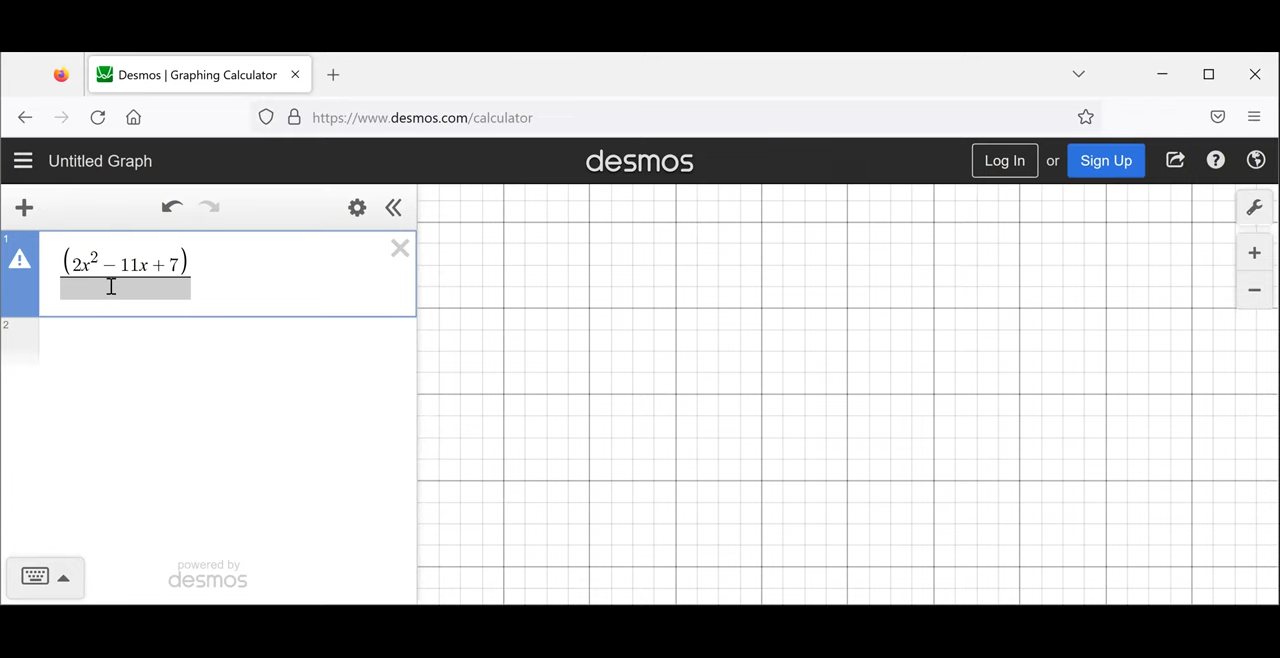 Desmos | Graphing Calculator
https://www.desmos.com/calculator
Untitled Graph
desmos
Log In or Sign Up
1
(2x² − 11x + 7)
2
powered by
desmos